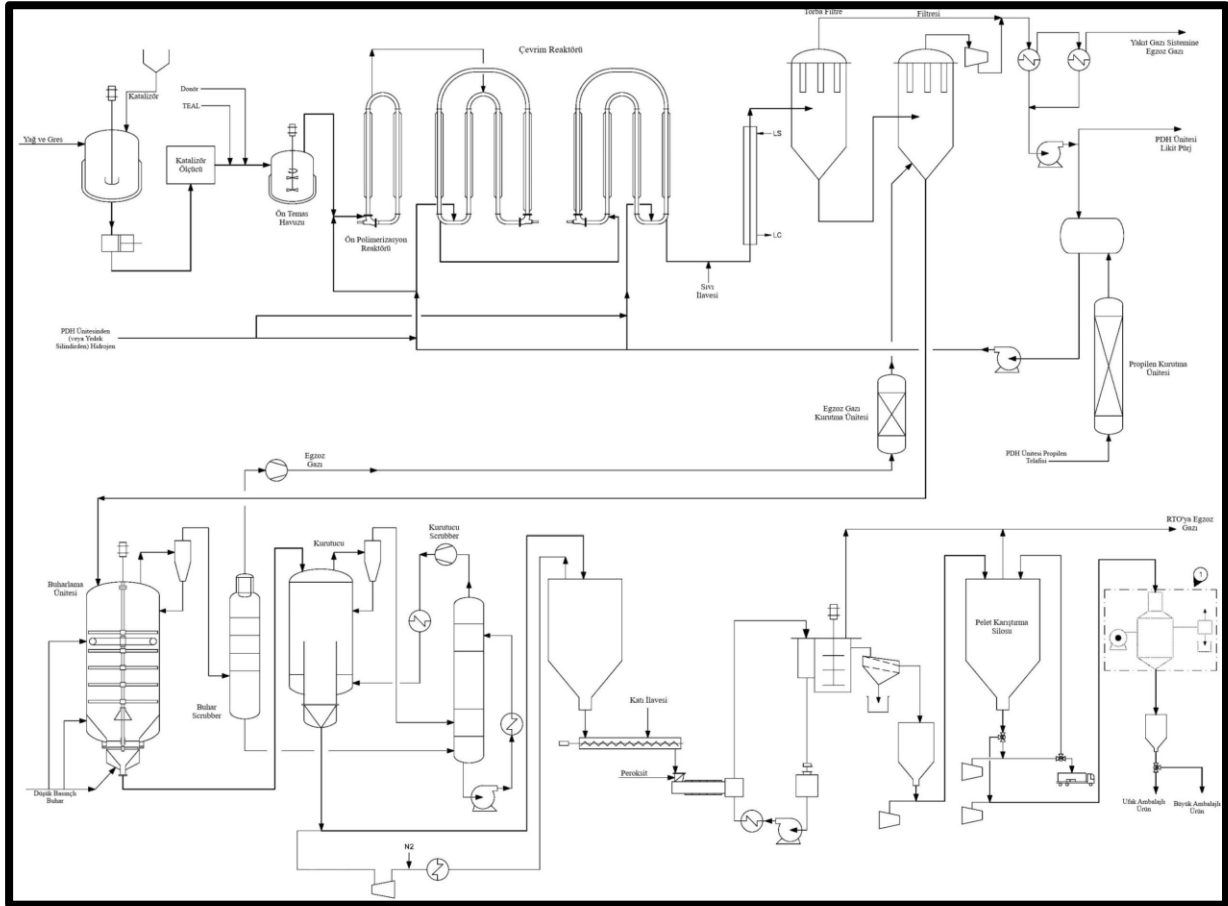 Torba Filtre
Filtresi
Yakıt Gazı Sistemine
Egzoz Gazı
Çevrim Reaktörü
Katalizör
Donör
TEAL
Yağ ve Gres
Katalizör
Ölçücü
Ön Temas
Havuzu
Ön Polimerizasyon
Reaktörü
LS
LC
Sıvı
İlavesi
PDH Ünitesi
Likit Pürj
PDH Ünitesinden
(veya Yedek
Silindirden) Hidrojen
Propilen Kurutma
Ünitesi
Egzoz Gazı
Kurutma Ünitesi
PDH Ünitesi Propilen
Telafisi
Egzoz
Gazı
RTO'ya Egzoz
Gazı
Buharlama
Ünitesi
Kurutucu
Kurutucu
Scrubber
Buhar
Scrubber
Düşük Basınçlı
Buhar
N2
Katı İlavesi
Peroksit
Pelet Karıştırma
Silosu
1
Ufak Ambalajlı
Ürün
Büyük Ambalajlı
Ürün